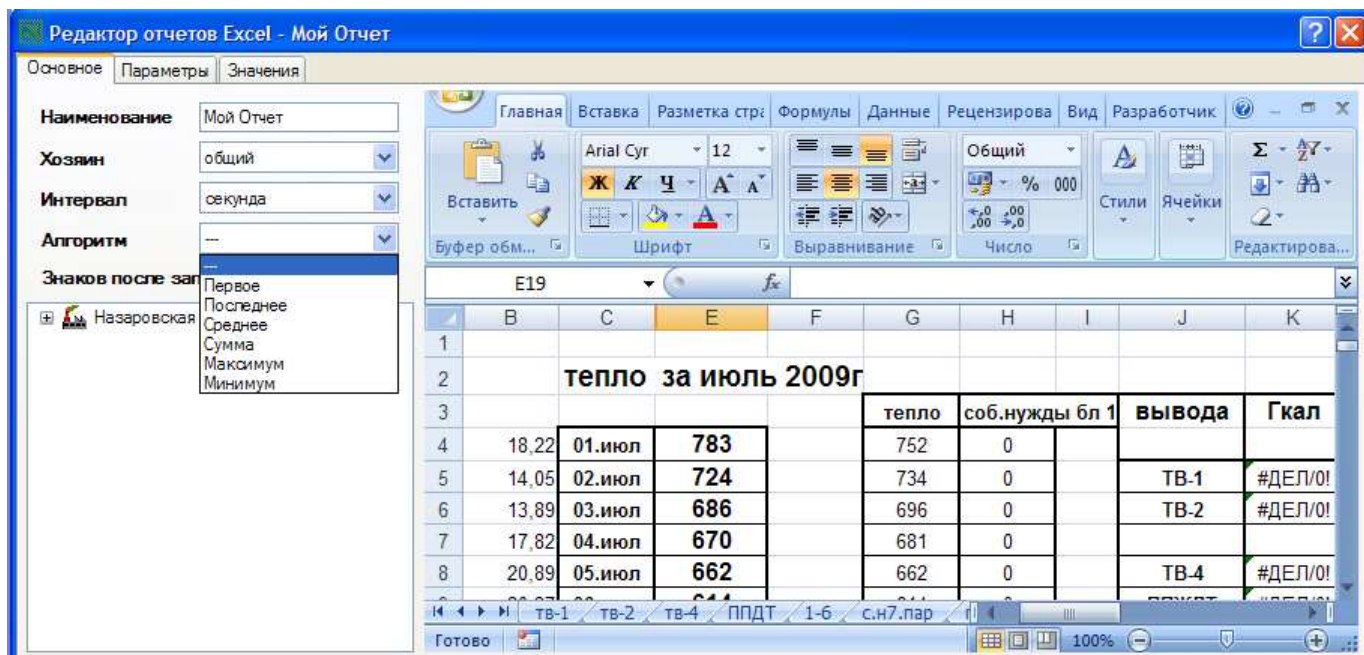 Редактор отчетов Excel - Мой Отчет
Основное Параметры Значения
Наименование Мой Отчет
Хозяин общий
Интервал секунда
Алгоритм ---
Знаков после зап
---
Первое
Последнее
Среднее
Сумма
Максимум
Минимум
Назаровская
Главная Вставка Разметка стра Формулы Данные Рецензирова Вид Разработчик
Вставить
Arial Cyr 12
Ж К Ч
Общий
% 000
Стили Ячейки
Буфер обм... Шрифт Выравнивание Число Редактирова...
E19 fx
B C E F G H I J K
1
2 тепло за июль 2009г
3 тепло соб.нужды бл 1 вывода Гкал
4 18,22 01.июл 783 752 0
5 14,05 02.июл 724 734 0 ТВ-1 #ДЕЛ/0!
6 13,89 03.июл 686 696 0 ТВ-2 #ДЕЛ/0!
7 17,82 04.июл 670 681 0
8 20,89 05.июл 662 662 0 ТВ-4 #ДЕЛ/0!
тв-1 тв-2 тв-4 ППДТ 1-6 с.н7.пар
Готово 100%